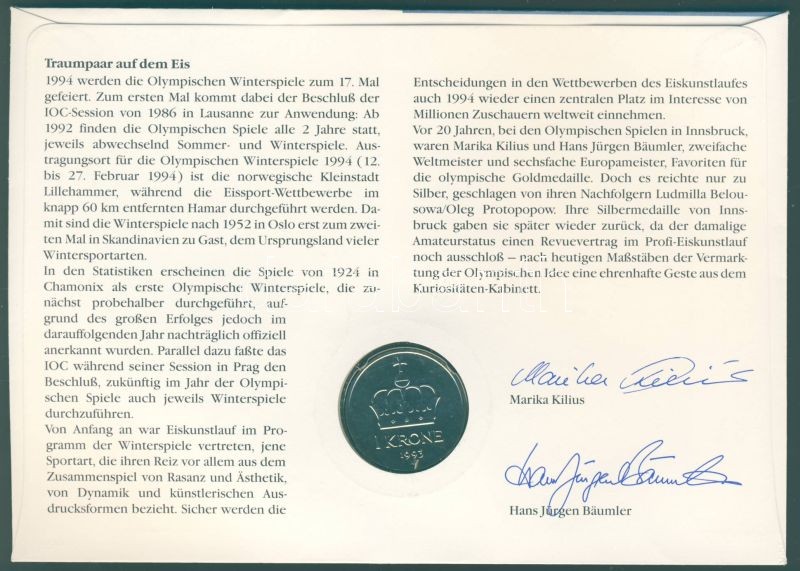 Traumpaar auf dem Eis
1994 werden die Olympischen Winterspiele zum 17. Mal
gefeiert. Zum ersten Mal kommt dabei der Beschluß der
IOC-Session von 1986 in Lausanne zur Anwendung: Ab
1992 finden die Olympischen Spiele alle 2 Jahre statt,
jeweils abwechselnd Sommer- und Winterspiele. Aus-
tragungsort für die Olympischen Winterspiele 1994 (12.
bis 27. Februar 1994) ist die norwegische Kleinstadt
Lillehammer, während die Eissport-Wettbewerbe im
knapp 60 km entfernten Hamar durchgeführt werden. Da-
mit sind die Winterspiele nach 1952 in Oslo erst zum zwei-
ten Mal in Skandinavien zu Gast, dem Ursprungsland vieler
Wintersportarten.
In den Statistiken erscheinen die Spiele von 1924 in
Chamonix als erste Olympische Winterspiele, die zu-
nächst probehalber durchgeführt, auf-
grund des großen Erfolges jedoch im
darauffolgenden Jahr nachträglich offiziell
anerkannt wurden. Parallel dazu faßte das
IOC während seiner Session in Prag den
Beschluß, zukünftig im Jahr der Olympi-
schen Spiele auch jeweils Winterspiele
durchzuführen.
Von Anfang an war Eiskunstlauf im Pro-
gramm der Winterspiele vertreten, jene
Sportart, die ihren Reiz vor allem aus dem
Zusammenspiel von Rasanz und Ästhetik,
von Dynamik und künstlerischen Aus-
drucksformen bezieht. Sicher werden die
Entscheidungen in den Wettbewerben des Eiskunstlaufes
auch 1994 wieder einen zentralen Platz im Interesse von
Millionen Zuschauern weltweit einnehmen.
Vor 20 Jahren, bei den Olympischen Spielen in Innsbruck,
waren Marika Kilius und Hans Jürgen Bäumler, zweifache
Weltmeister und sechsfache Europameister, Favoriten für
die olympische Goldmedaille. Doch es reichte nur zu
Silber, geschlagen von ihren Nachfolgern Ludmilla Belou-
sowa/Oleg Protopopow. Ihre Silbermedaille von Inns-
bruck gaben sie später wieder zurück, da der damalige
Amateurstatus einen Revuevertrag im Profi-Eiskunstlauf
noch ausschloß – nach heutigen Maßstäben der Vermark-
tung der Olympischen Idee eine ehrenhafte Geste aus dem
Kuriositäten-Kabinett.
1 KRONE
1993
Marika Kilius
Marika Kilius
Hans Jürgen Bäumler
Hans Jürgen Bäumler